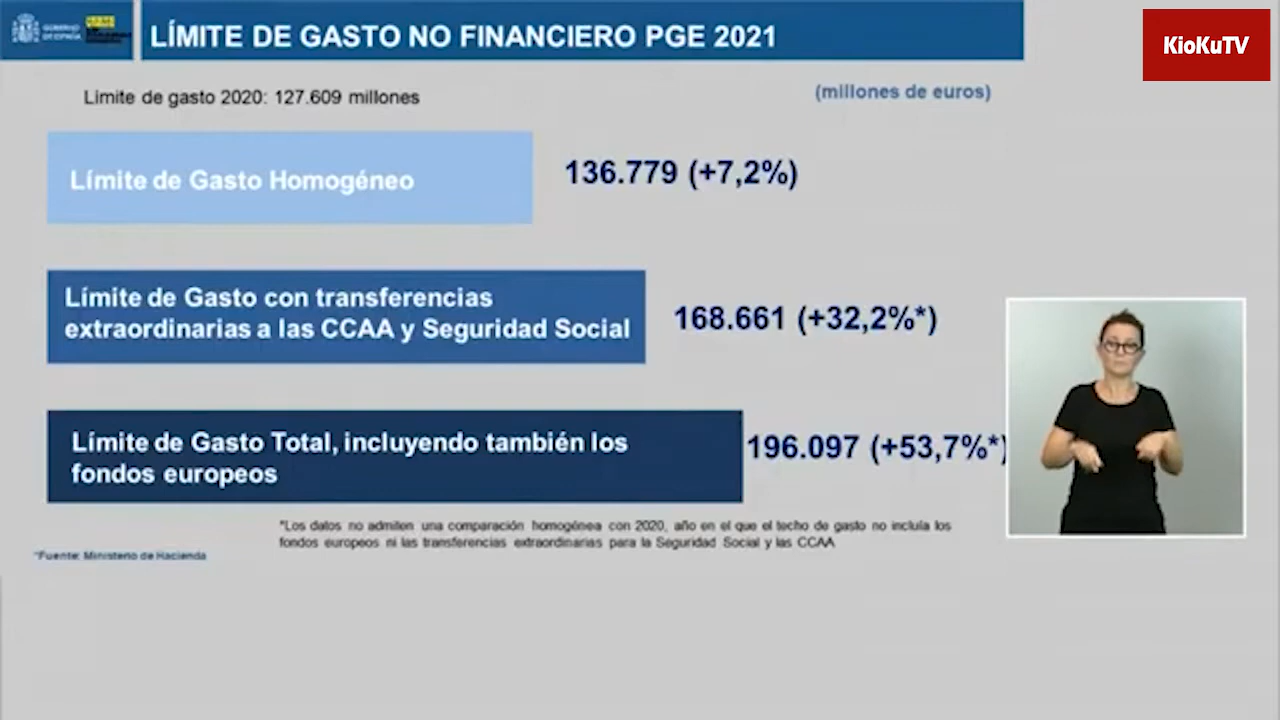 GOBIERNO
DE ESPAÑA
LÍMITE DE GASTO NO FINANCIERO PGE 2021
KioKuTV
Límite de gasto 2020: 127.609 millones
(millones de euros)
Límite de Gasto Homogéneo
136.779 (+7,2%)
Límite de Gasto con transferencias
extraordinarias a las CCAA y Seguridad Social
168.661 (+32,2%*)
Límite de Gasto Total, incluyendo también los
fondos europeos
196.097 (+53,7%*)
*Los datos no admiten una comparación homogénea con 2020, año en el que el techo de gasto no incluía los
fondos europeos ni las transferencias extraordinarias para la Seguridad Social y las CCAA
*Fuente: Ministerio de Hacienda